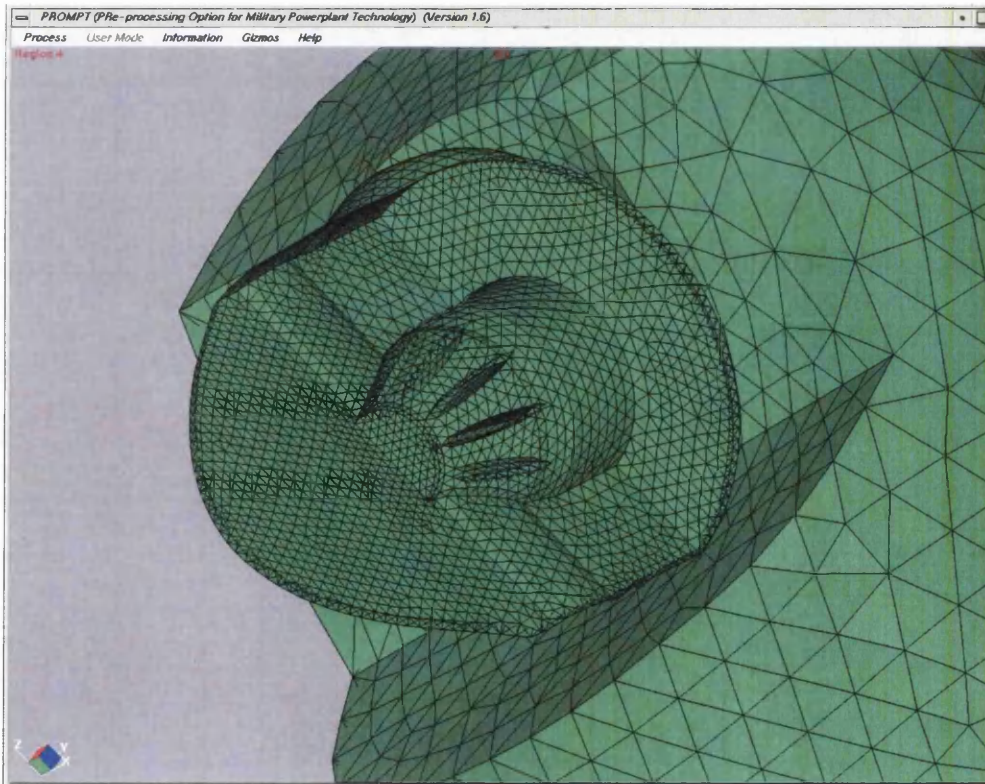 PROMPT (PRe-processing Option for Military Powerplant Technology) (Version 1.6)
Process User Mode Information Gizmos Help
Region 4
Z Y
X